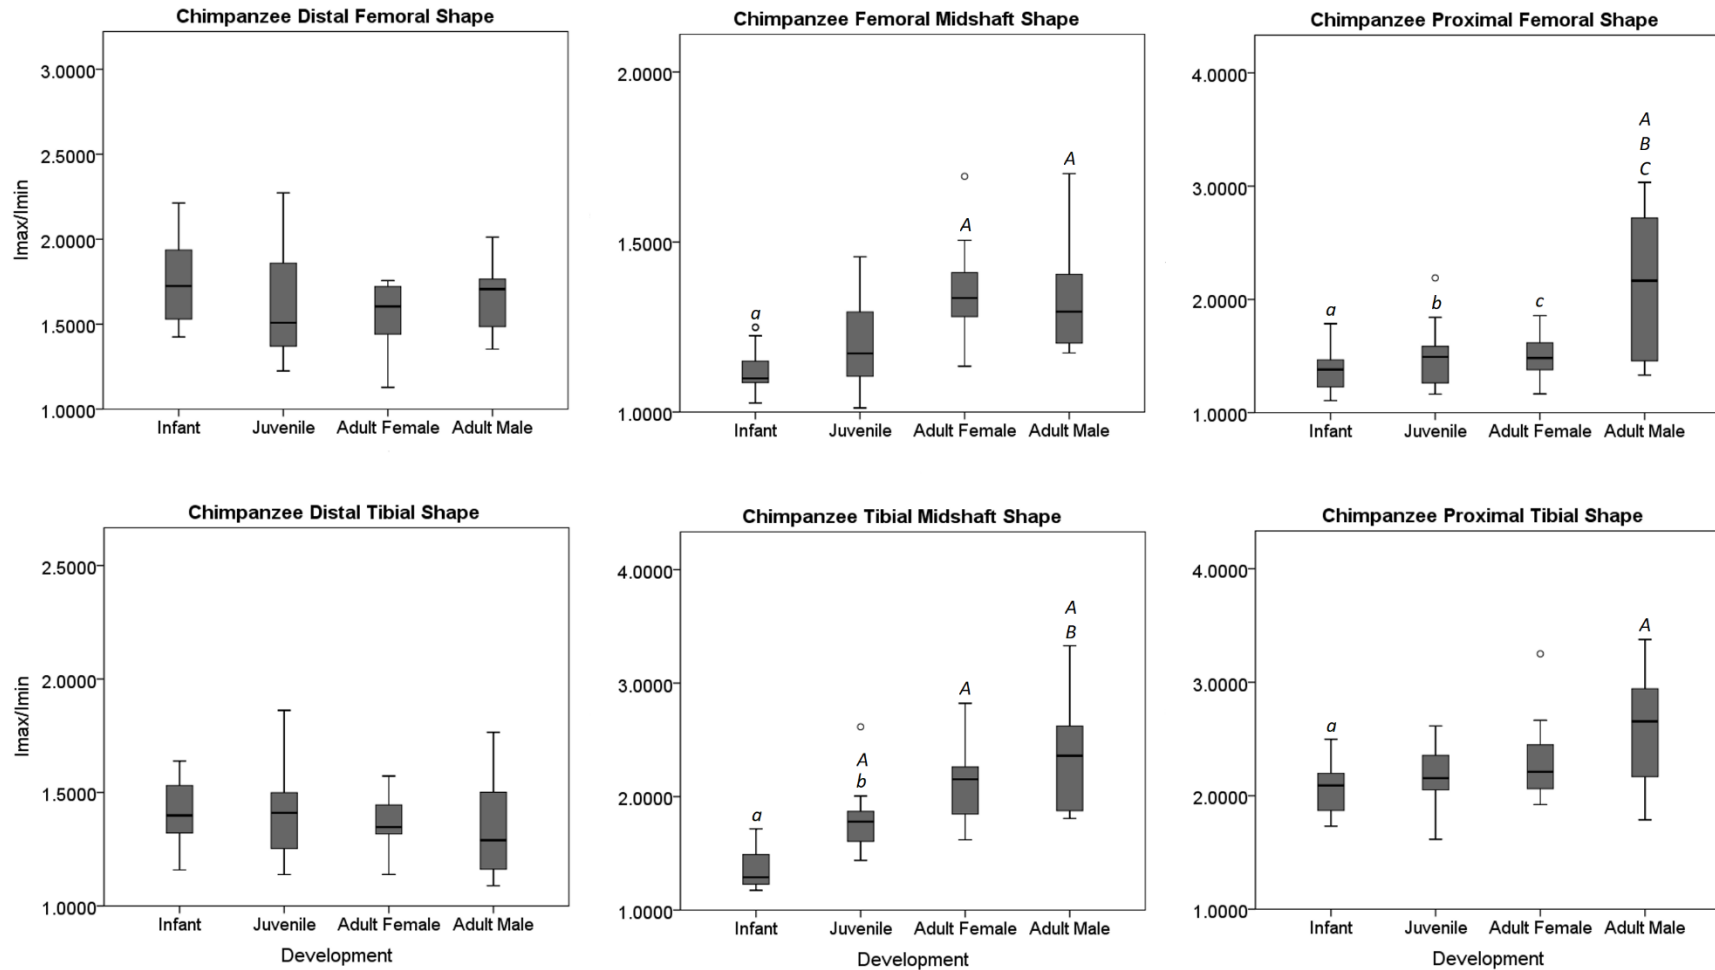 Chimpanzee Distal Femoral Shape
3.0000
2.5000
2.0000
1.5000
1.0000
Imax/Imin
Infant
Juvenile
Adult Female
Adult Male
Chimpanzee Femoral Midshaft Shape
2.0000
1.5000
1.0000
a
A
A
Infant
Juvenile
Adult Female
Adult Male
Chimpanzee Proximal Femoral Shape
4.0000
3.0000
2.0000
1.0000
a
b
c
A
B
C
Infant
Juvenile
Adult Female
Adult Male
Chimpanzee Distal Tibial Shape
2.5000
2.0000
1.5000
1.0000
Imax/Imin
Infant
Juvenile
Adult Female
Adult Male
Development
Chimpanzee Tibial Midshaft Shape
4.0000
3.0000
2.0000
1.0000
a
A
b
A
A
B
Infant
Juvenile
Adult Female
Adult Male
Development
Chimpanzee Proximal Tibial Shape
4.0000
3.0000
2.0000
1.0000
a
A
Infant
Juvenile
Adult Female
Adult Male
Development